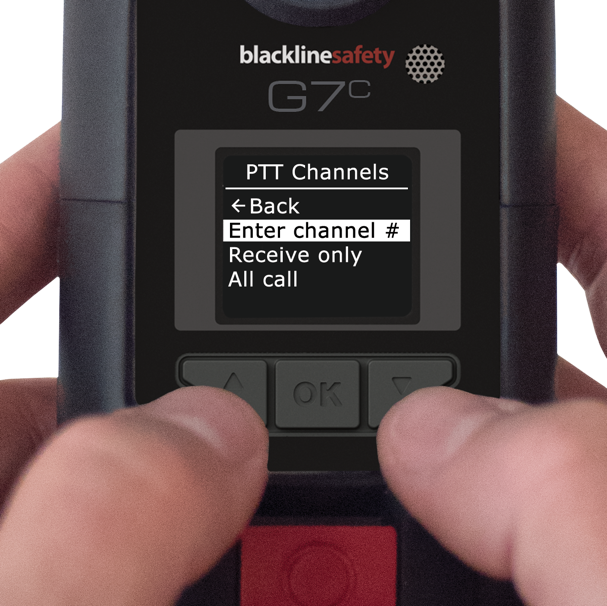 blacklinesafety
G7c
PTT Channels
←Back
Enter channel #
Receive only
All call
OK